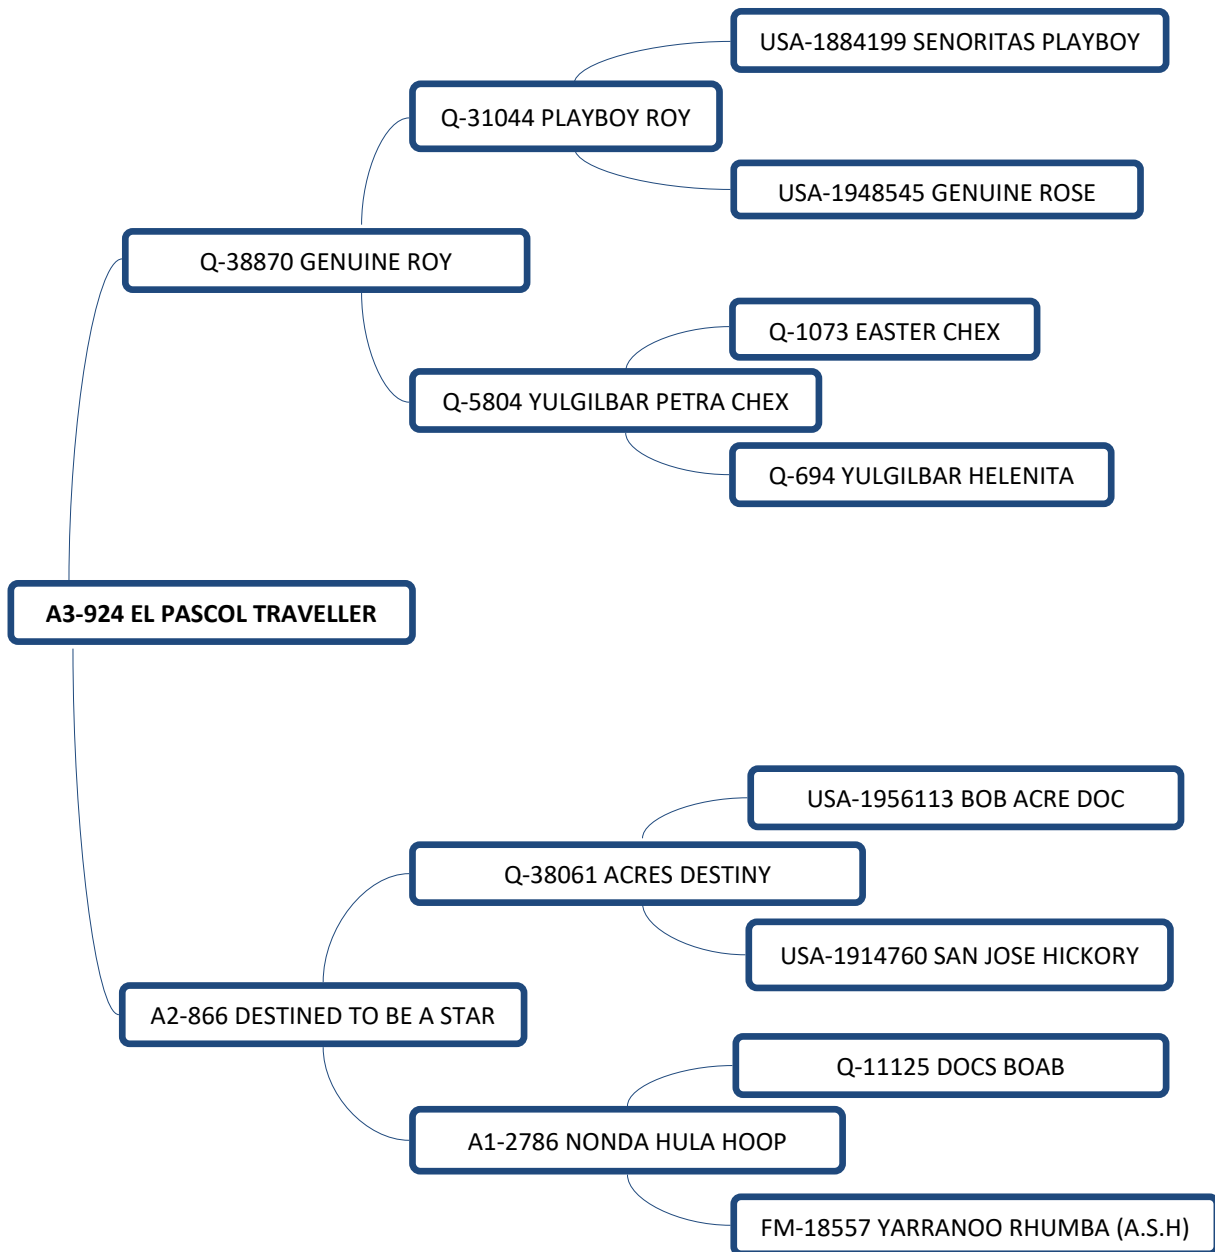 USA-1884199 SENORITAS PLAYBOY
Q-31044 PLAYBOY ROY
USA-1948545 GENUINE ROSE
Q-38870 GENUINE ROY
Q-1073 EASTER CHEX
Q-5804 YULGILBAR PETRA CHEX
Q-694 YULGILBAR HELENITA
A3-924 EL PASCOL TRAVELLER
USA-1956113 BOB ACRE DOC
Q-38061 ACRES DESTINY
USA-1914760 SAN JOSE HICKORY
A2-866 DESTINED TO BE A STAR
Q-11125 DOCS BOAB
A1-2786 NONDA HULA HOOP
FM-18557 YARRANOO RHUMBA (A.S.H)